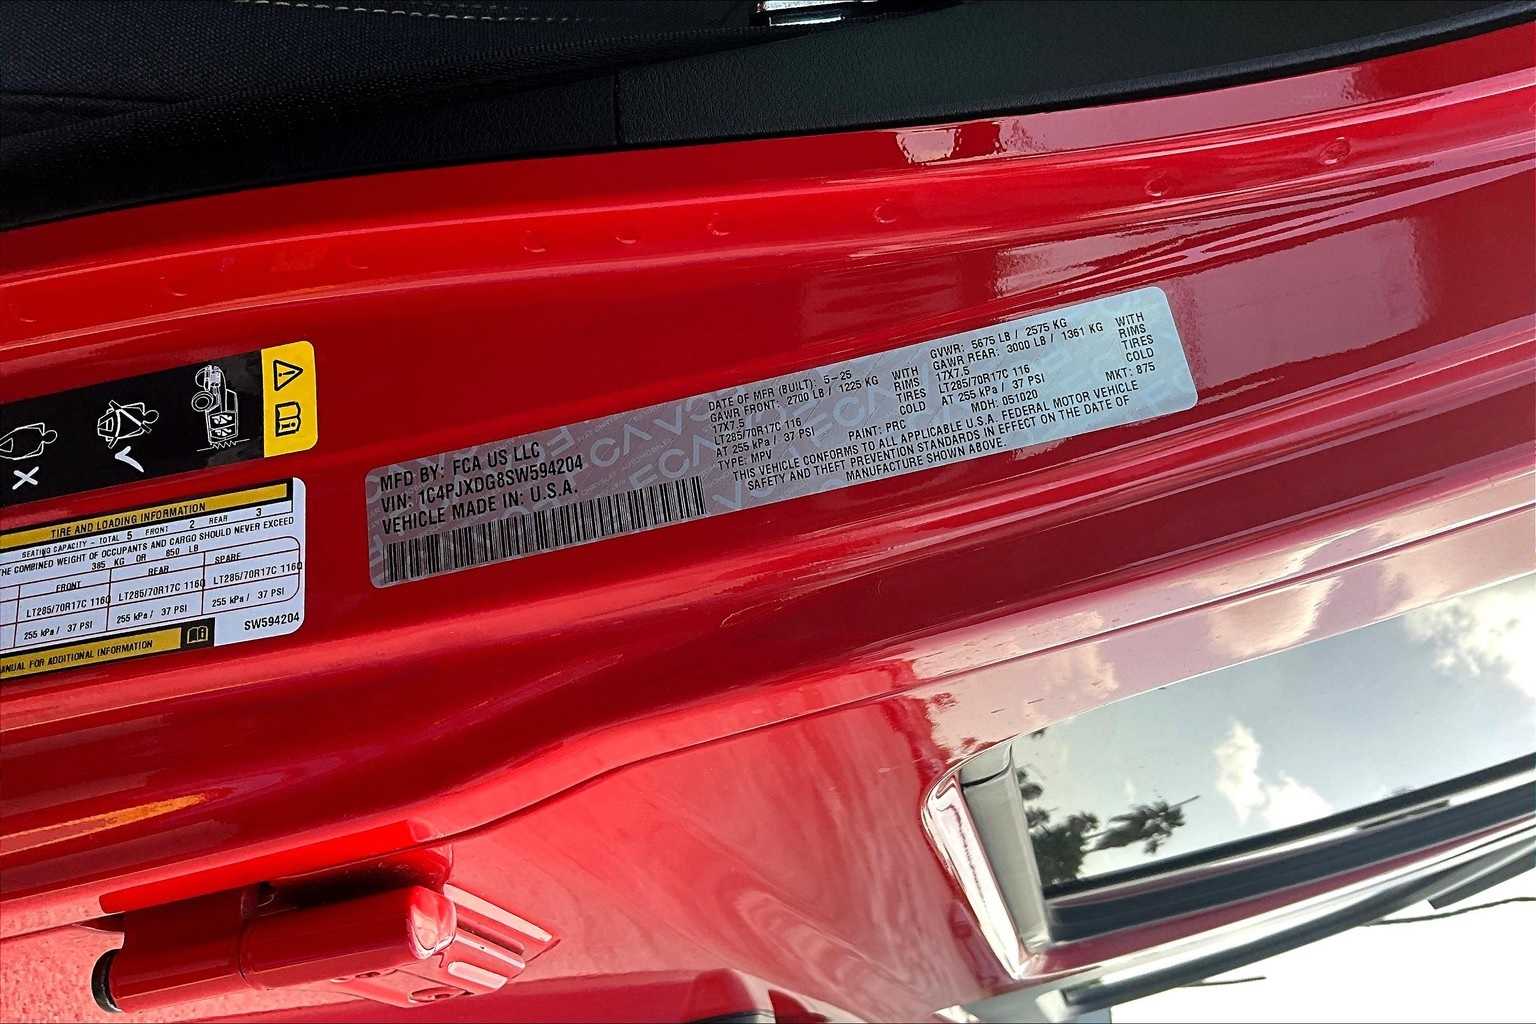 MFD BY: FCA US LLC
VIN: 1C4PJXDG8SW594204
VEHICLE MADE IN: U.S.A.
DATE OF MFR (BUILT): 5-25
GVWR: 5675 LB / 2575 KG
GAWR FRONT: 2700 LB / 1225 KG WITH
17X7.5 RIMS
LT285/70R17C 116 TIRES
AT 255 kPa / 37 PSI COLD
GAWR REAR: 3000 LB / 1361 KG WITH
17X7.5 RIMS
LT285/70R17C 116 TIRES
AT 255 kPa / 37 PSI COLD
TYPE: MPV PAINT: PRC MDH: 051020 MKT: 875
THIS VEHICLE CONFORMS TO ALL APPLICABLE U.S.A. FEDERAL MOTOR VEHICLE
SAFETY AND THEFT PREVENTION STANDARDS IN EFFECT ON THE DATE OF
MANUFACTURE SHOWN ABOVE.
TIRE AND LOADING INFORMATION
SEATING CAPACITY - TOTAL 5 FRONT 2 REAR 3
THE COMBINED WEIGHT OF OCCUPANTS AND CARGO SHOULD NEVER EXCEED
385 KG OR 850 LB
FRONT REAR SPARE
LT285/70R17C 116Q LT285/70R17C 116Q LT285/70R17C 116Q
255 kPa / 37 PSI 255 kPa / 37 PSI 255 kPa / 37 PSI
MANUAL FOR ADDITIONAL INFORMATION
SW594204